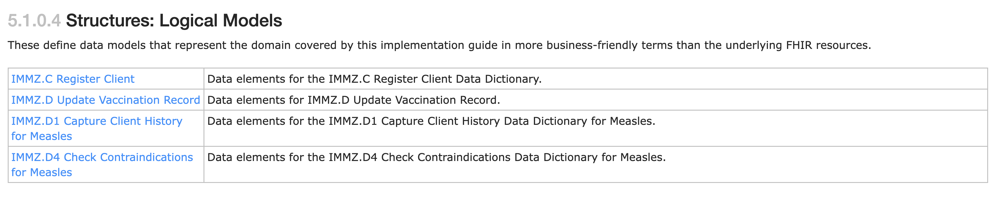 5.1.0.4 Structures: Logical Models
These define data models that represent the domain covered by this implementation guide in more business-friendly terms than the underlying FHIR resources.
IMMZ.C Register Client
Data elements for the IMMZ.C Register Client Data Dictionary.
IMMZ.D Update Vaccination Record
Data elements for IMMZ.D Update Vaccination Record.
IMMZ.D1 Capture Client History
for Measles
Data elements for the IMMZ.D1 Capture Client History Data Dictionary for Measles.
IMMZ.D4 Check Contraindications
for Measles
Data elements for the IMMZ.D4 Check Contraindications Data Dictionary for Measles.